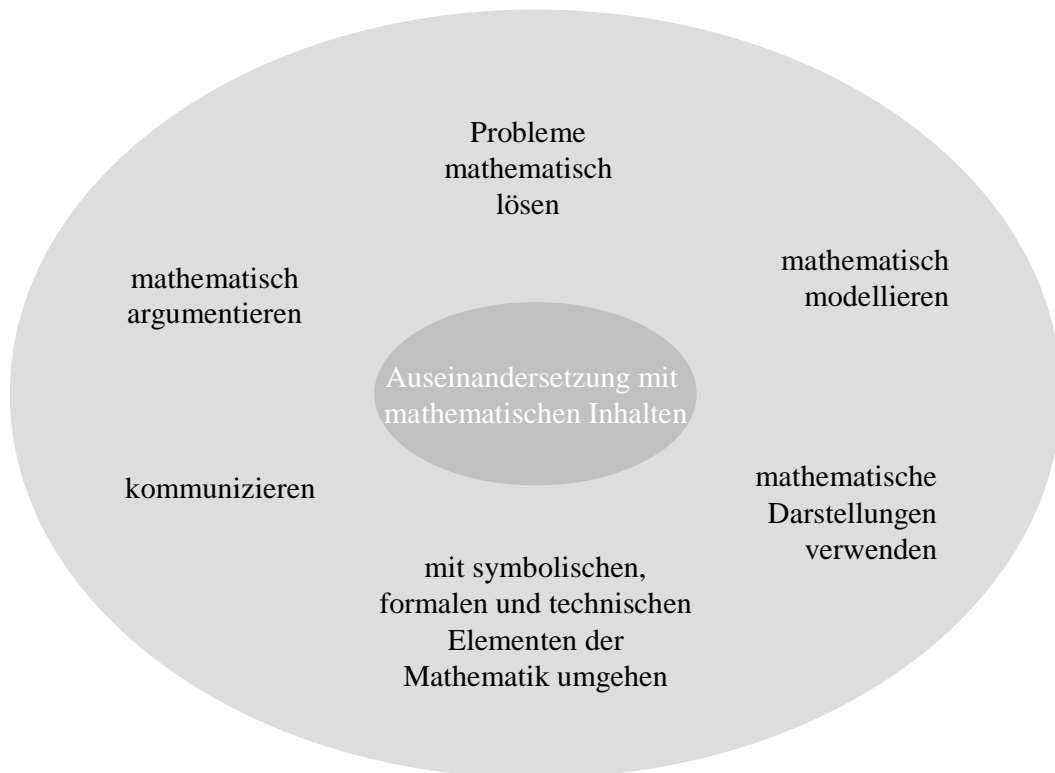 Probleme
mathematisch
lösen
mathematisch
argumentieren
mathematisch
modellieren
Auseinandersetzung mit
mathematischen Inhalten
kommunizieren
mathematische
Darstellungen
verwenden
mit symbolischen,
formalen und technischen
Elementen der
Mathematik umgehen